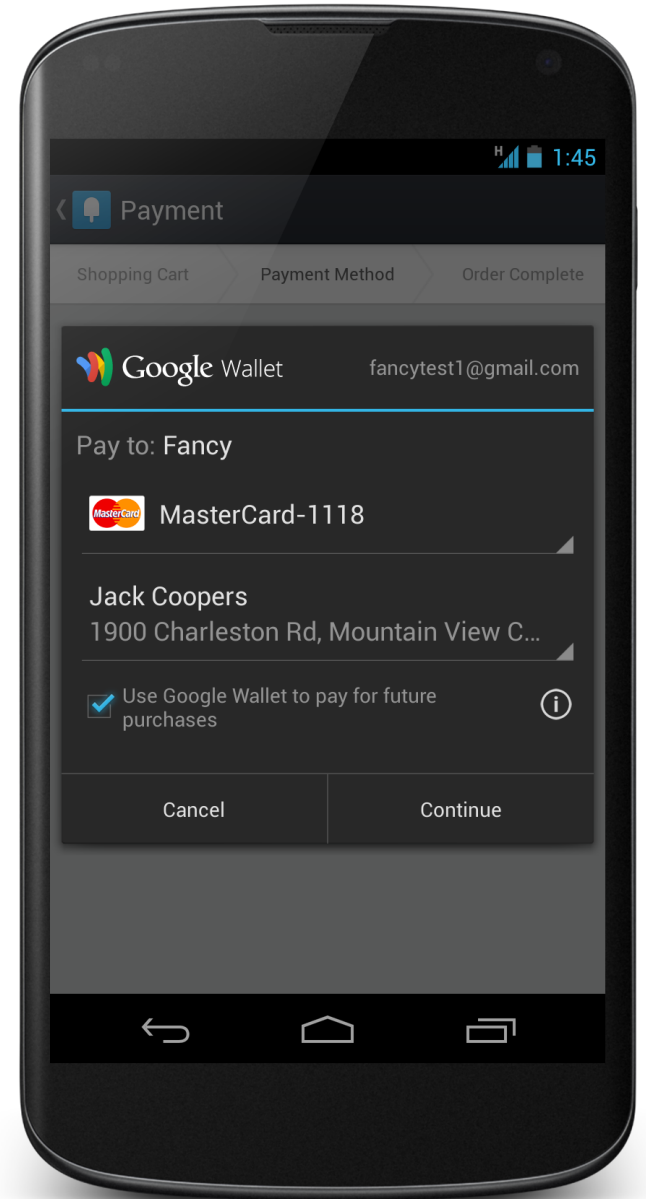 H 1:45
Payment
Shopping Cart Payment Method Order Complete
Google Wallet fancytest1@gmail.com
Pay to: Fancy
MasterCard MasterCard-1118
Jack Coopers
1900 Charleston Rd, Mountain View C...
Use Google Wallet to pay for future
purchases
Cancel Continue